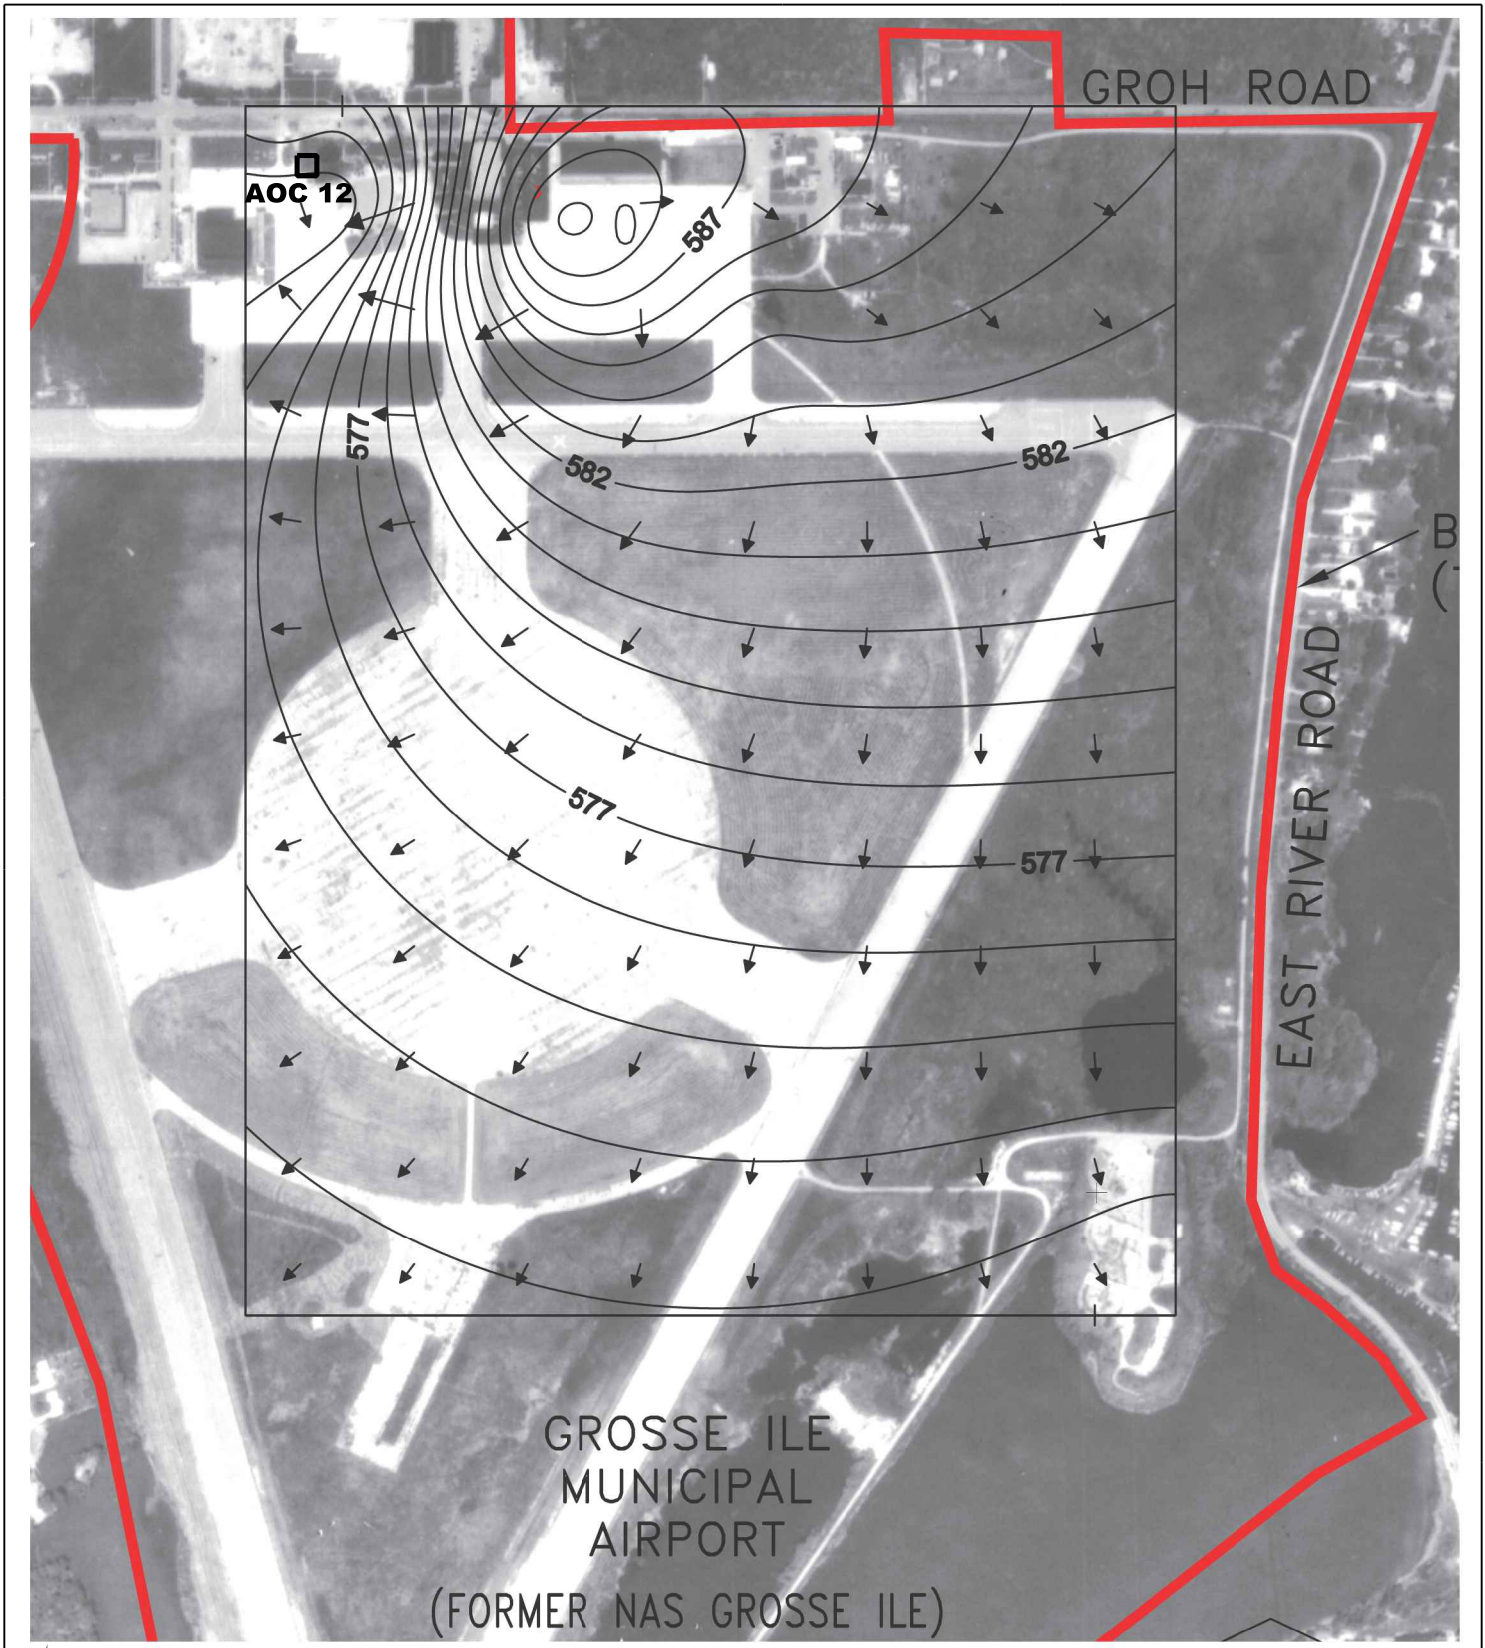 GROH ROAD
AOC 12
587
577
582
582
B
(
EAST RIVER ROAD
577
577
GROSSE ILE
MUNICIPAL
AIRPORT
(FORMER NAS GROSSE ILE)